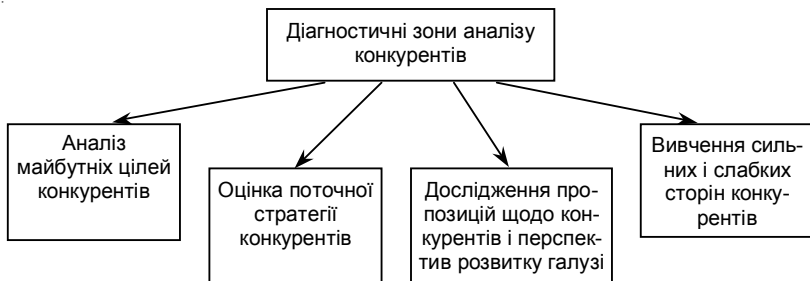 Діагностичні зони аналізу
конкурентів
Аналіз
майбутніх цілей
конкурентів
Оцінка поточної
стратегії
конкурентів
Дослідження про-
позицій щодо кон-
курентів і перспек-
тив розвитку галузі
Вивчення силь-
них і слабких
сторін конку-
рентів